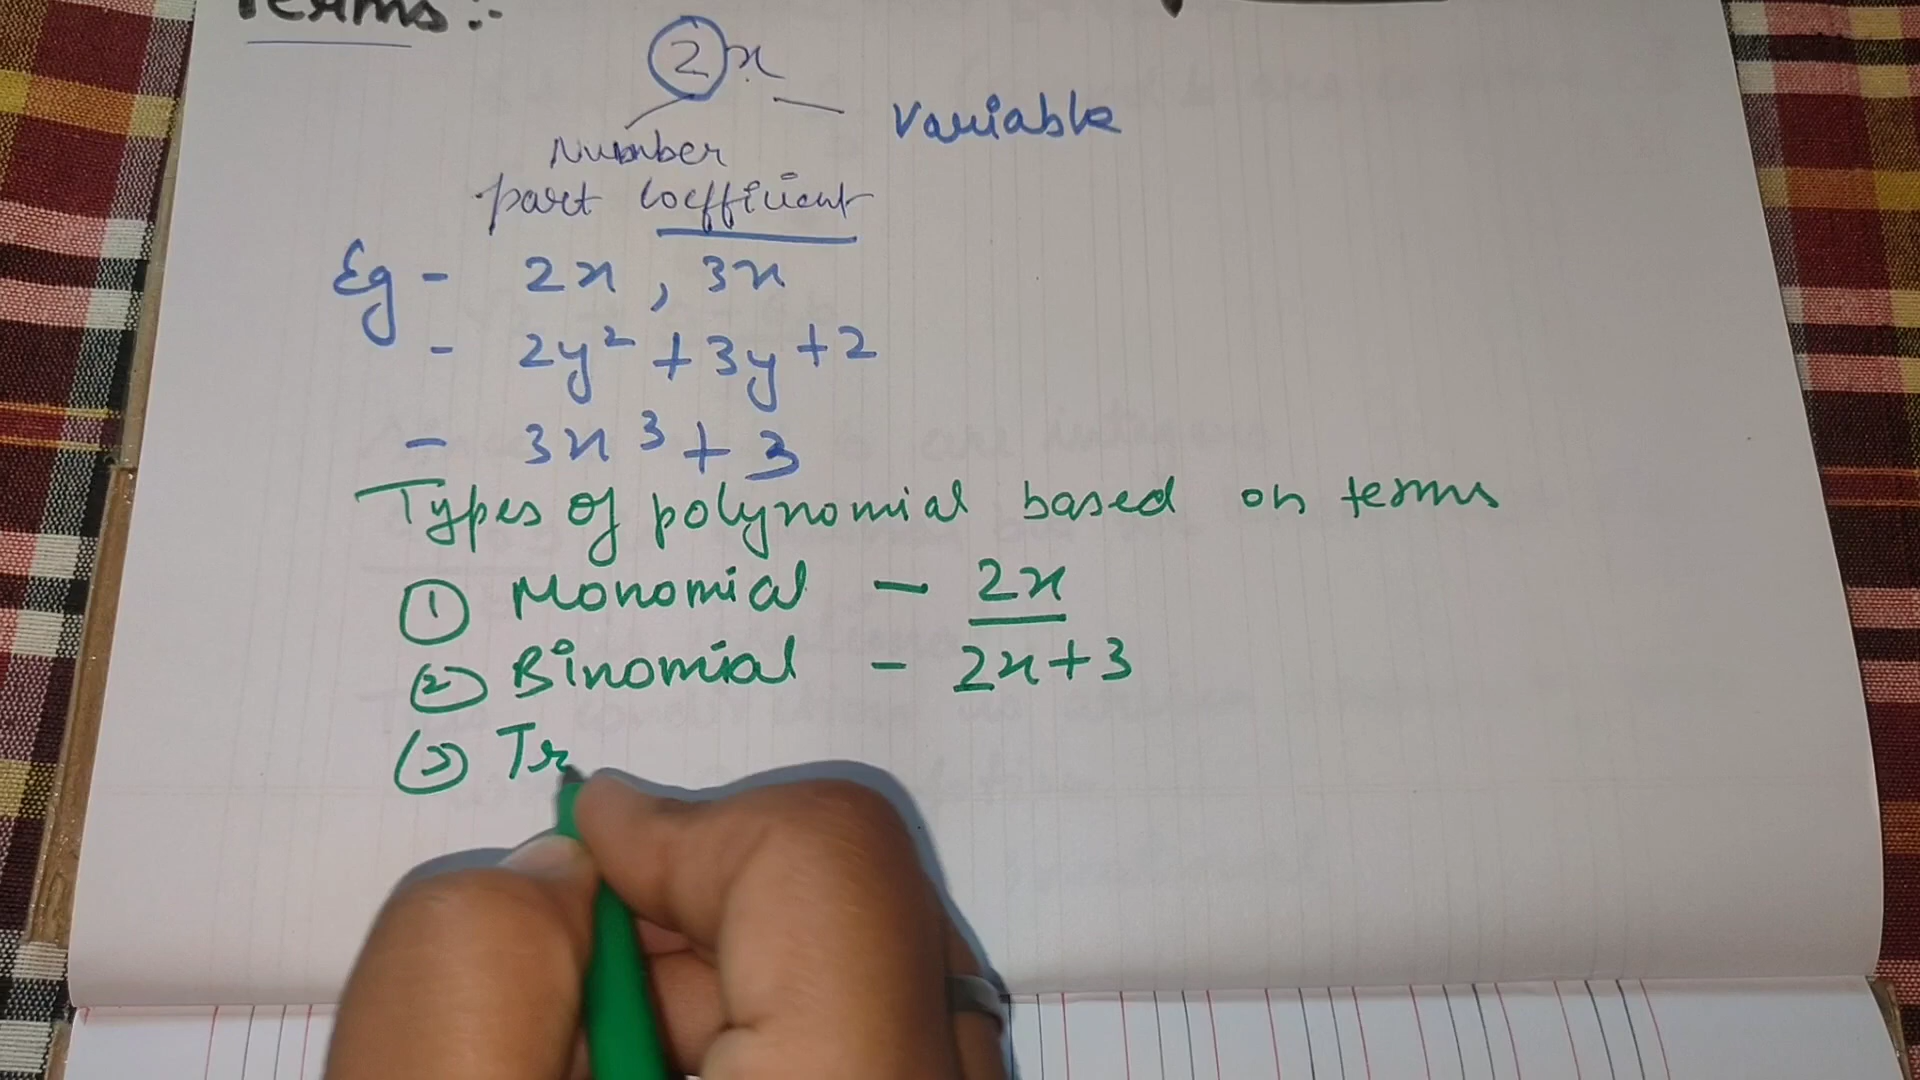 Terms :-
2x
Variable
Number
part coefficient
Eg - 2x, 3x
- 2y² + 3y + 2
- 3x³ + 3
Types of polynomial based on terms
① Monomial - 2x
② Binomial - 2x+3
③ Tr